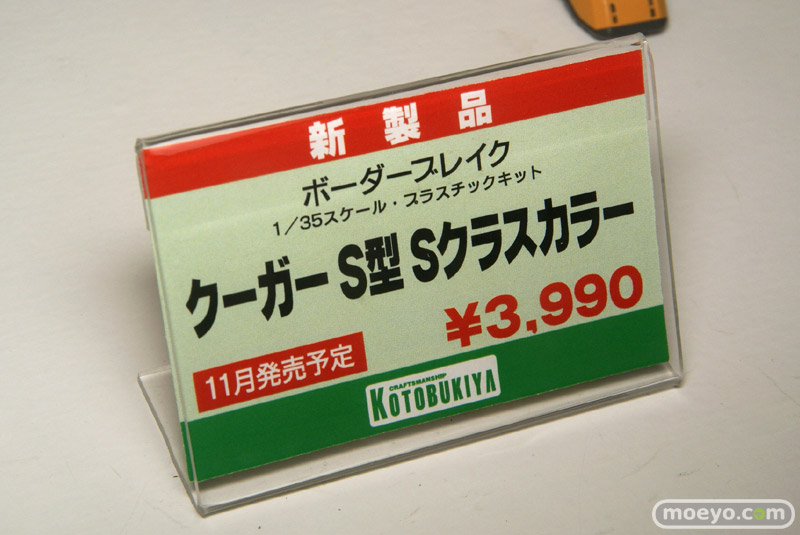 新製品
ボーダーブレイク
1／35スケール・プラスチックキット
クーガー S型 Sクラスカラー
¥3,990
11月発売予定
CRAFTSMANSHIP
KOTOBUKIYA
moeyo.com